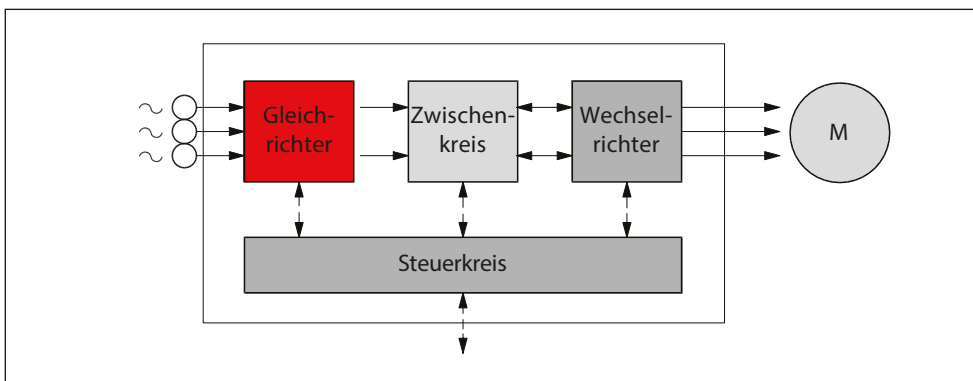 Gleich-
richter
Zwischen-
kreis
Wechsel-
richter
M
Steuerkreis